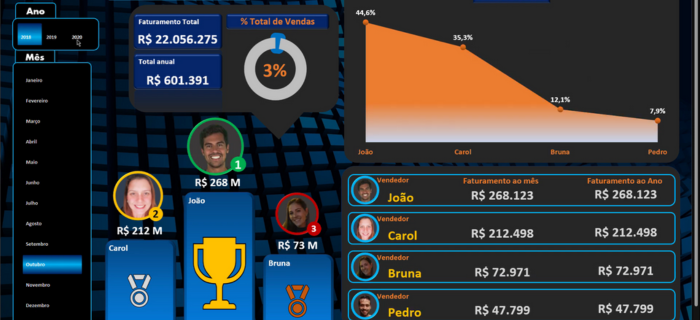 Ano
2018
2019
2020
Mês
Janeiro
Fevereiro
Março
Abril
Maio
Junho
Julho
Agosto
Setembro
Outubro
Novembro
Dezembro
Faturamento Total
R$ 22.056.275
Total anual
R$ 601.391
% Total de Vendas
3%
1
R$ 268 M
João
2
R$ 212 M
Carol
3
R$ 73 M
Bruna
44,6%
35,3%
12,1%
7,9%
João
Carol
Bruna
Pedro
Vendedor
Faturamento ao mês
Faturamento ao Ano
João
R$ 268.123
R$ 268.123
Vendedor
Carol
R$ 212.498
R$ 212.498
Vendedor
Bruna
R$ 72.971
R$ 72.971
Vendedor
Pedro
R$ 47.799
R$ 47.799